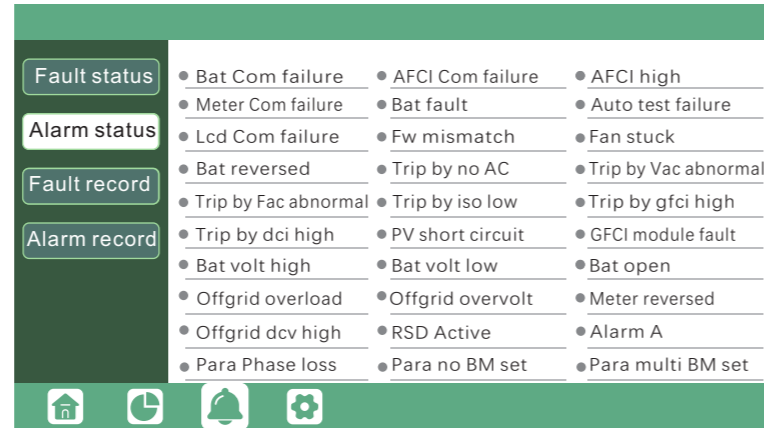 Fault status
Alarm status
Fault record
Alarm record
Bat Com failure AFCI Com failure AFCI high
Meter Com failure Bat fault Auto test failure
Lcd Com failure Fw mismatch Fan stuck
Bat reversed Trip by no AC Trip by Vac abnormal
Trip by Fac abnormal Trip by iso low Trip by gfci high
Trip by dci high PV short circuit GFCI module fault
Bat volt high Bat volt low Bat open
Offgrid overload Offgrid overvolt Meter reversed
Offgrid dcv high RSD Active Alarm A
Para Phase loss Para no BM set Para multi BM set